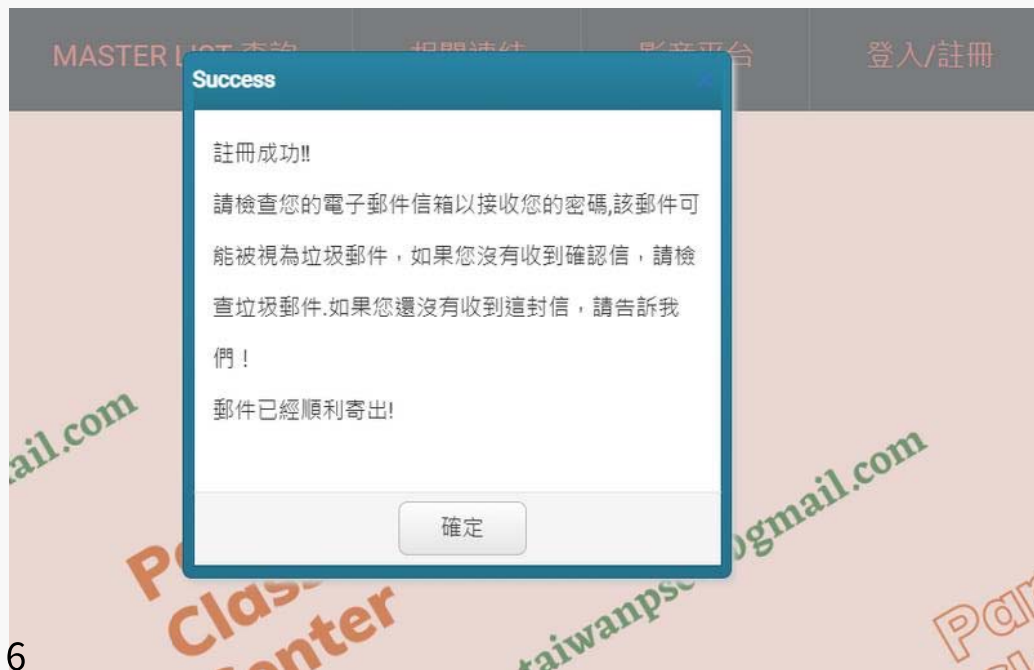 MASTER
登入/註冊
Success
註冊成功!!
請檢查您的電子郵件信箱以接收您的密碼,該郵件可
能被視為垃圾郵件,如果您沒有收到確認信,請檢
查垃圾郵件.如果您還沒有收到這封信,請告訴我
們!
郵件已經順利寄出!
確定
ail.com
gmail.com
Center
6